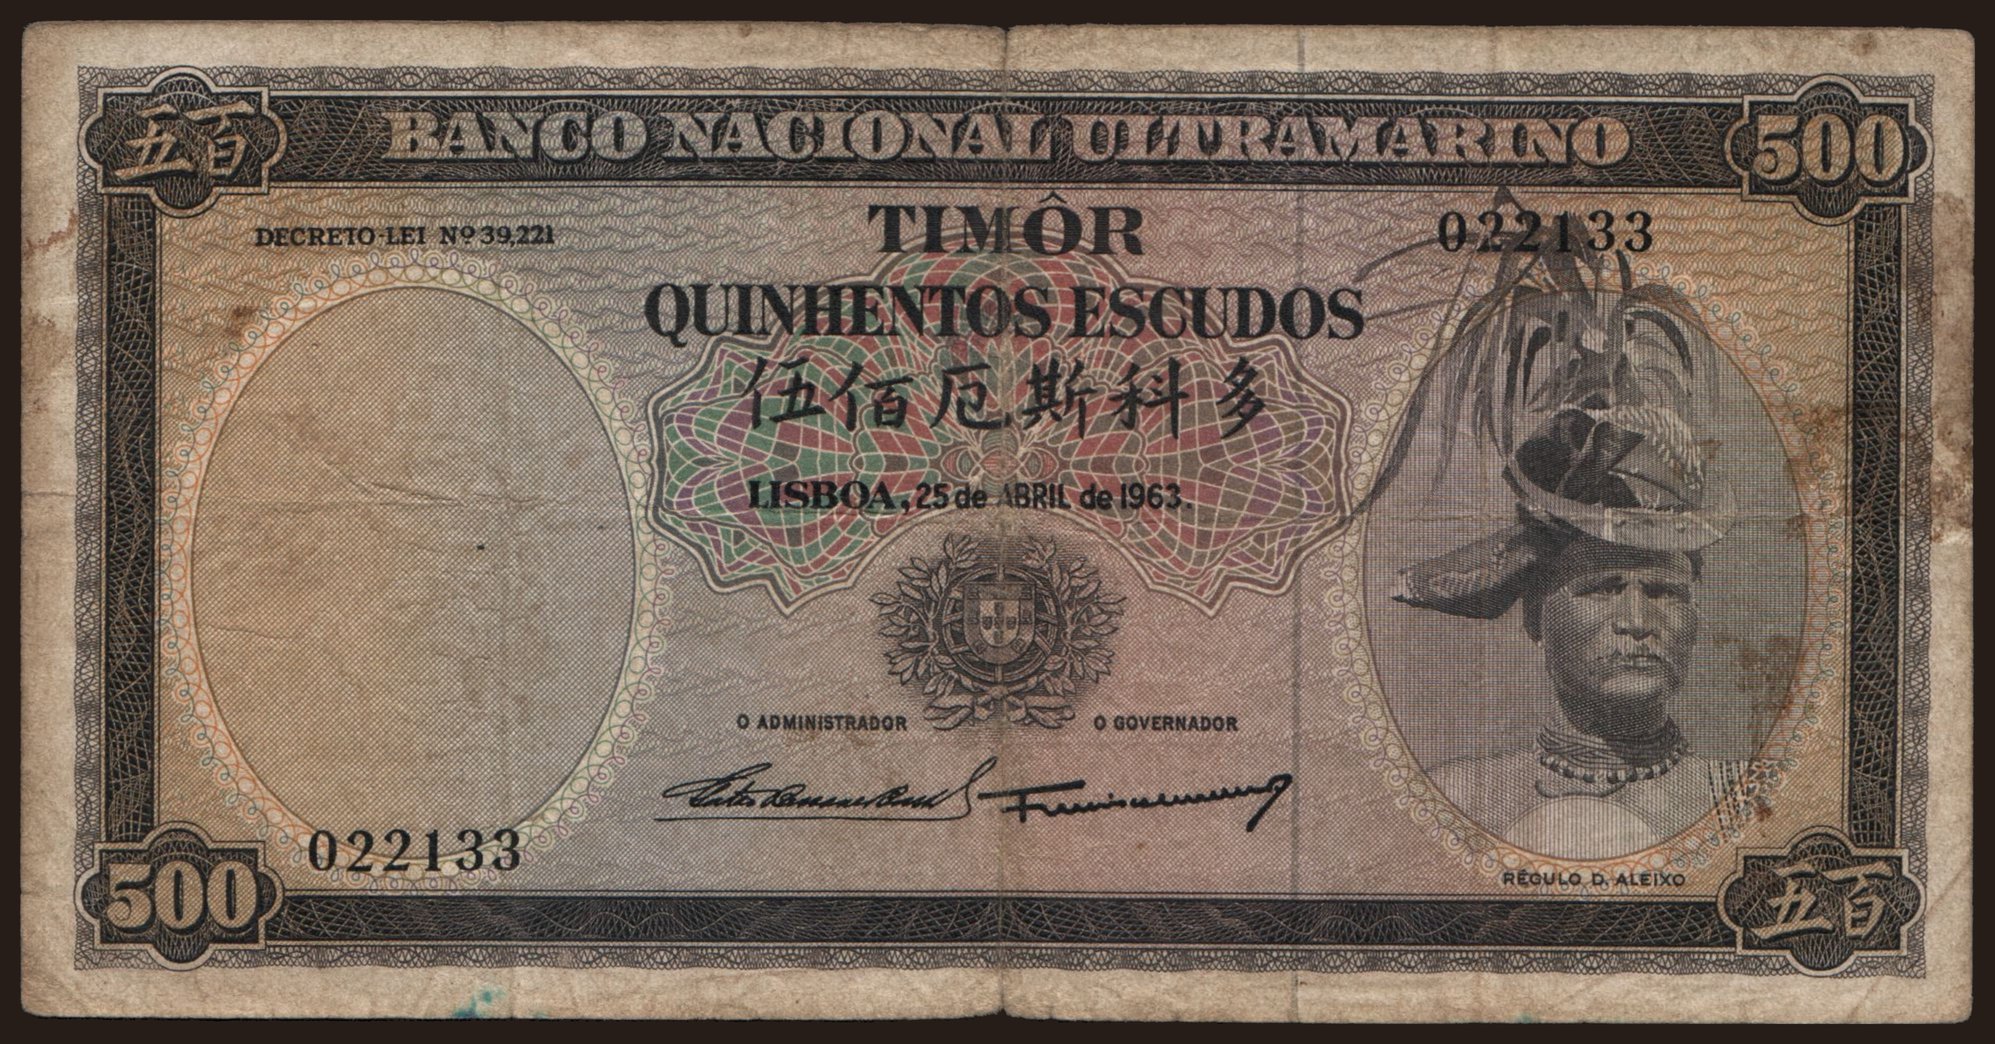 五百 BANCO NACIONAL ULTRAMARINO 500
TIMÔR
DECRETO-LEI Nº 39,221
022133
QUINHENTOS ESCUDOS
伍佰厄斯科多
LISBOA, 25 de ABRIL de 1963.
O ADMINISTRADOR O GOVERNADOR
022133
RÉGULO D. ALEIXO
500 五百